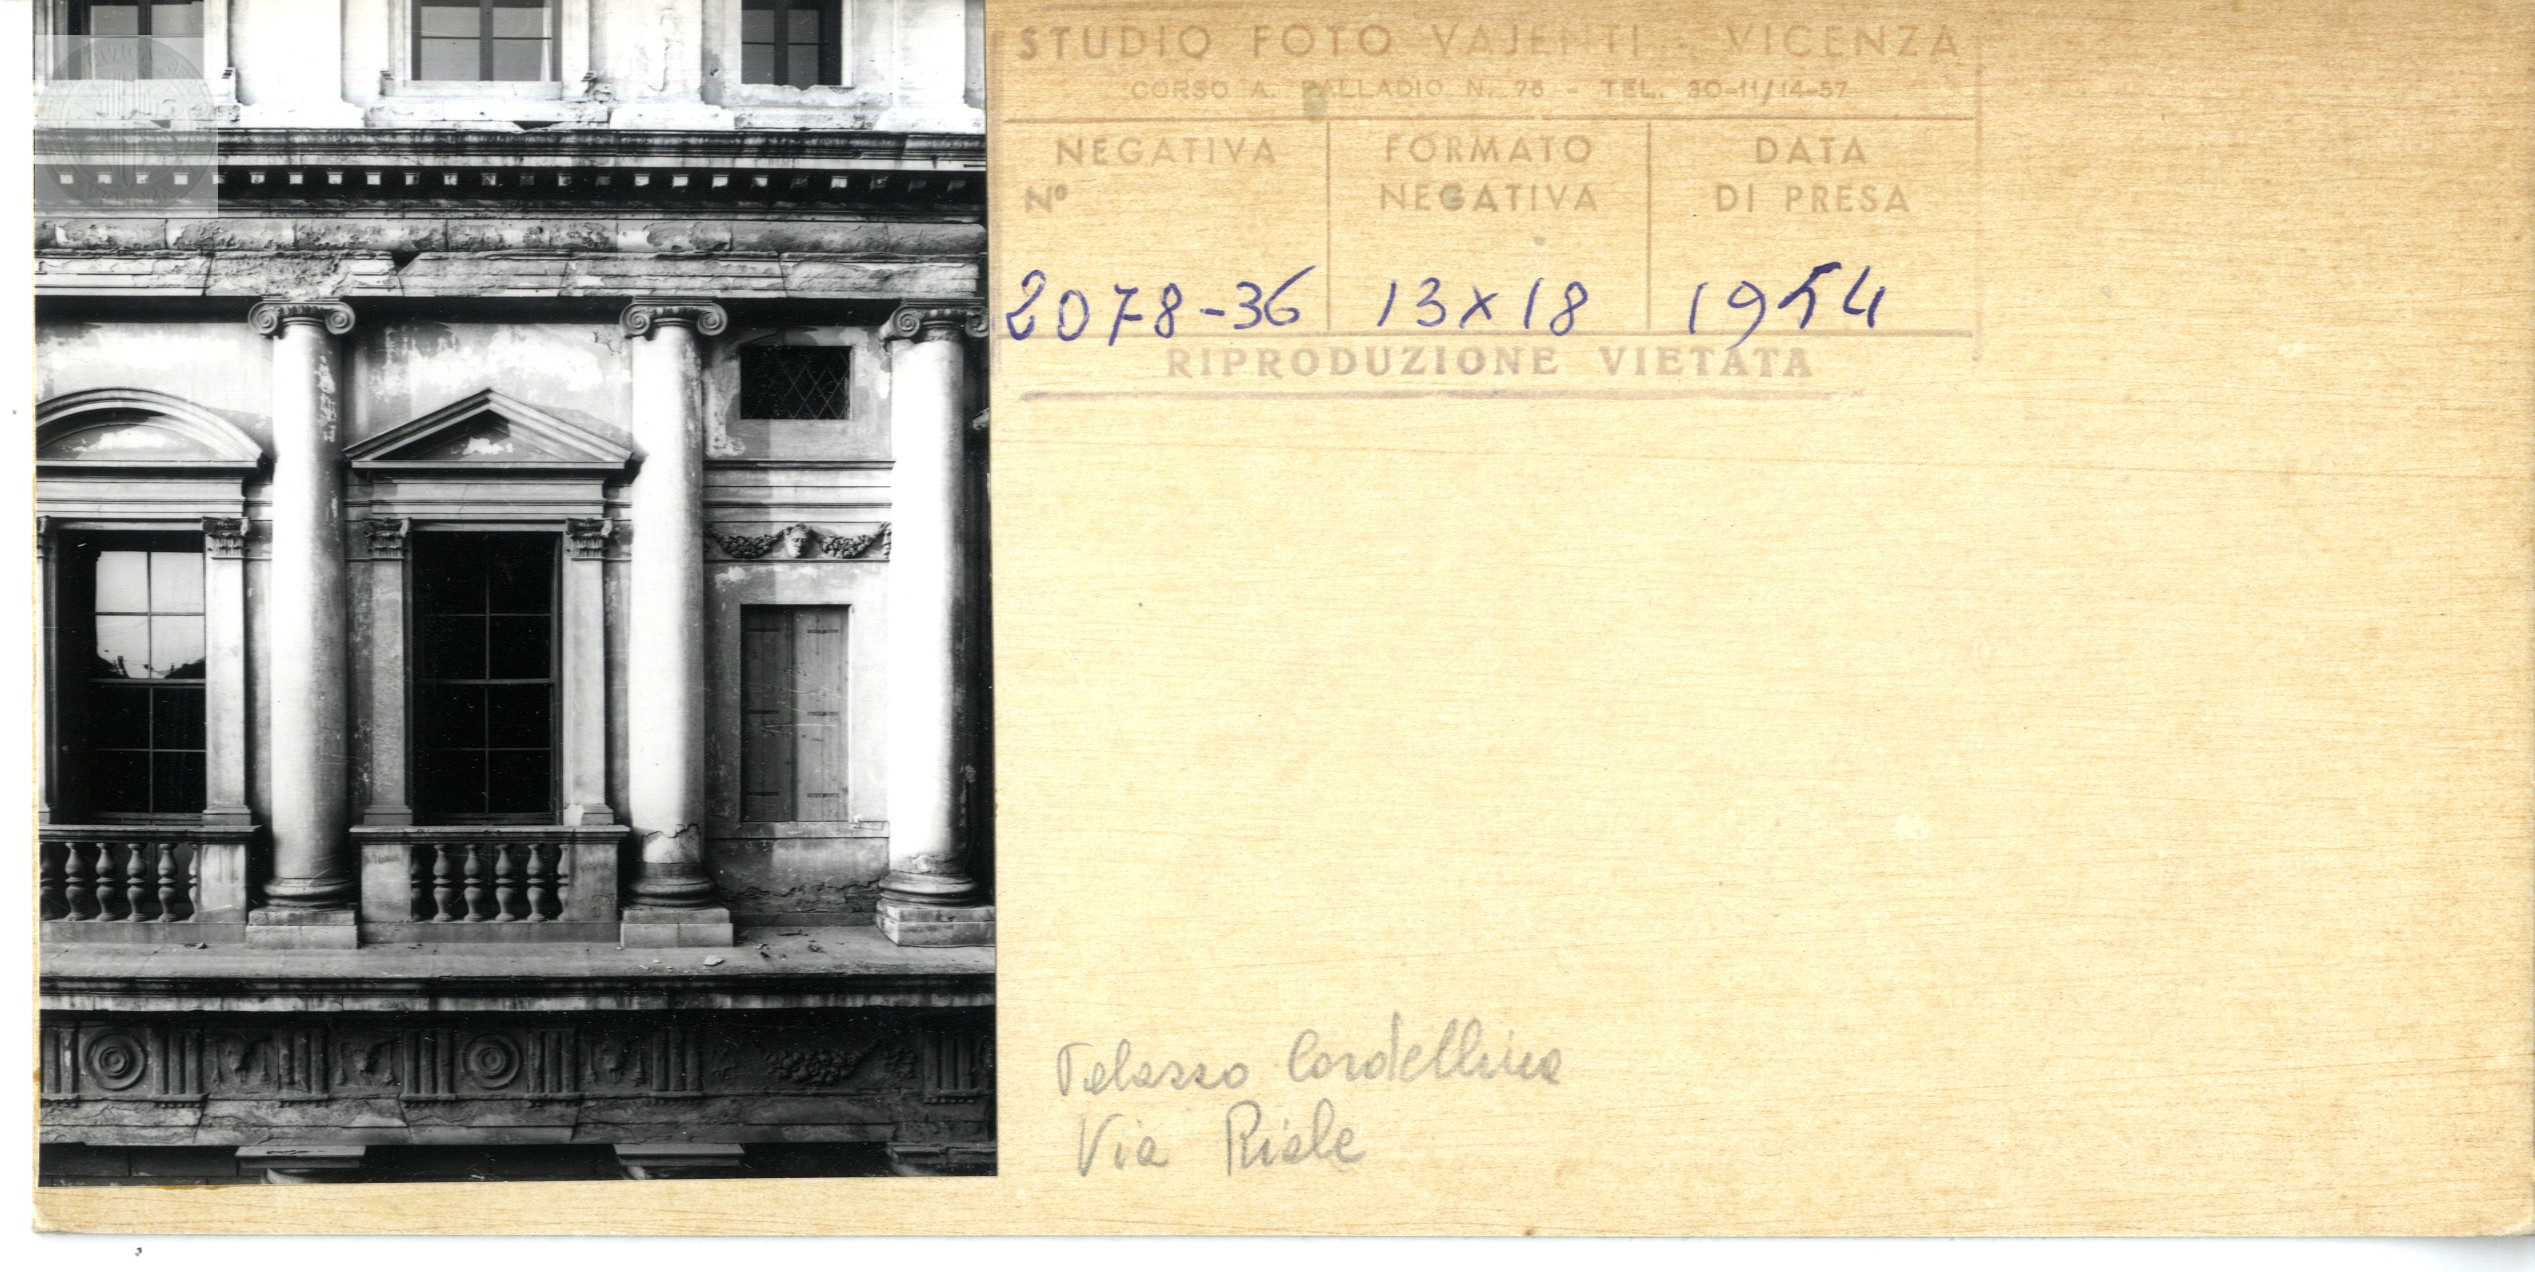 STUDIO FOTO VAJENTI - VICENZA
CORSO A. PALLADIO N. 78 - TEL. 30-11/14-57
NEGATIVA Nº
FORMATO NEGATIVA
DATA DI PRESA
2078-36 13x18 1954
RIPRODUZIONE VIETATA
Palazzo Cordellina
Via Riale